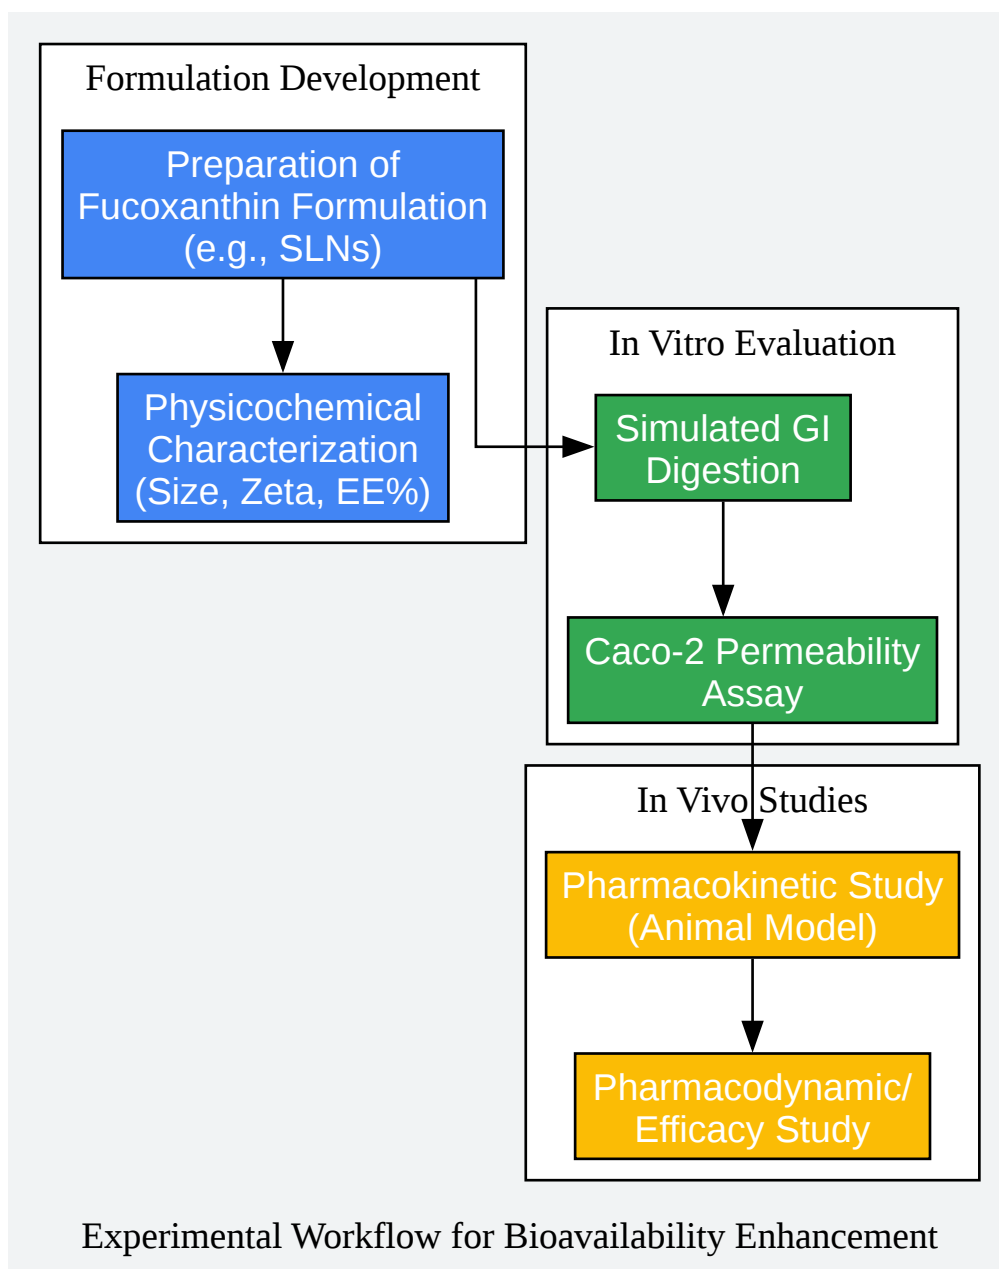 Formulation Development
Preparation of
Fucoxanthin Formulation
(e.g., SLNs)
Physicochemical
Characterization
(Size, Zeta, EE%)
In Vitro Evaluation
Simulated GI
Digestion
Caco-2 Permeability
Assay
In Vivo Studies
Pharmacokinetic Study
(Animal Model)
Pharmacodynamic/
Efficacy Study
Experimental Workflow for Bioavailability Enhancement